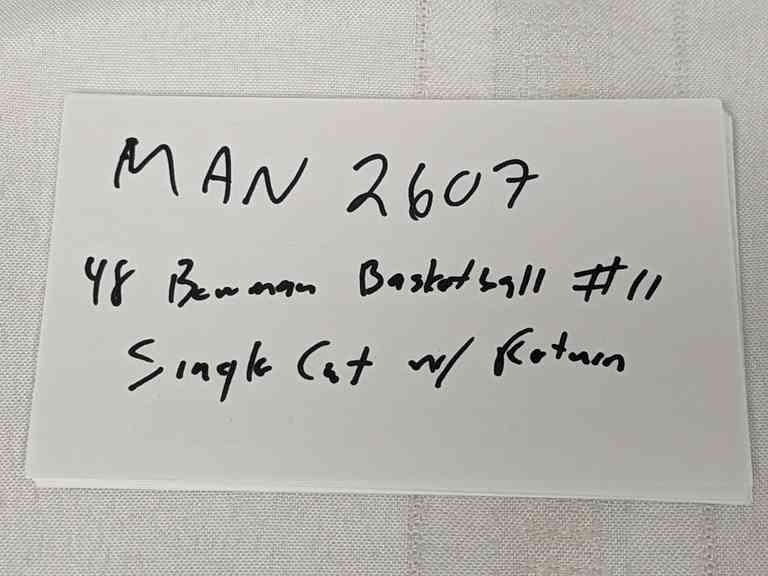 MAN 2607
48 Bowman Basketball #11
Single Cut w/ Return